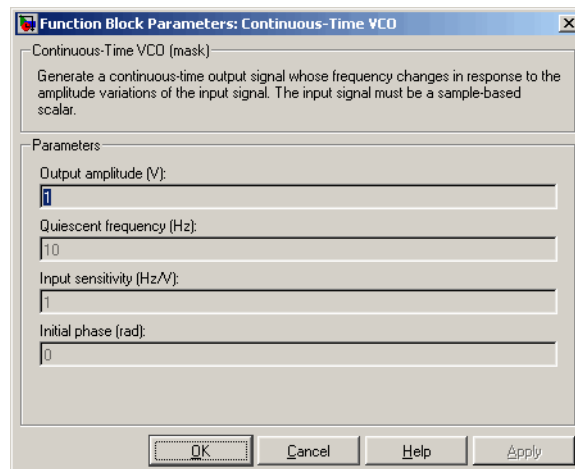 Function Block Parameters: Continuous-Time VCO
Continuous-Time VCO (mask)
Generate a continuous-time output signal whose frequency changes in response to the
amplitude variations of the input signal. The input signal must be a sample-based
scalar.
Parameters
Output amplitude (V):
1
Quiescent frequency (Hz):
10
Input sensitivity (Hz/V):
1
Initial phase (rad):
0
OK Cancel Help Apply